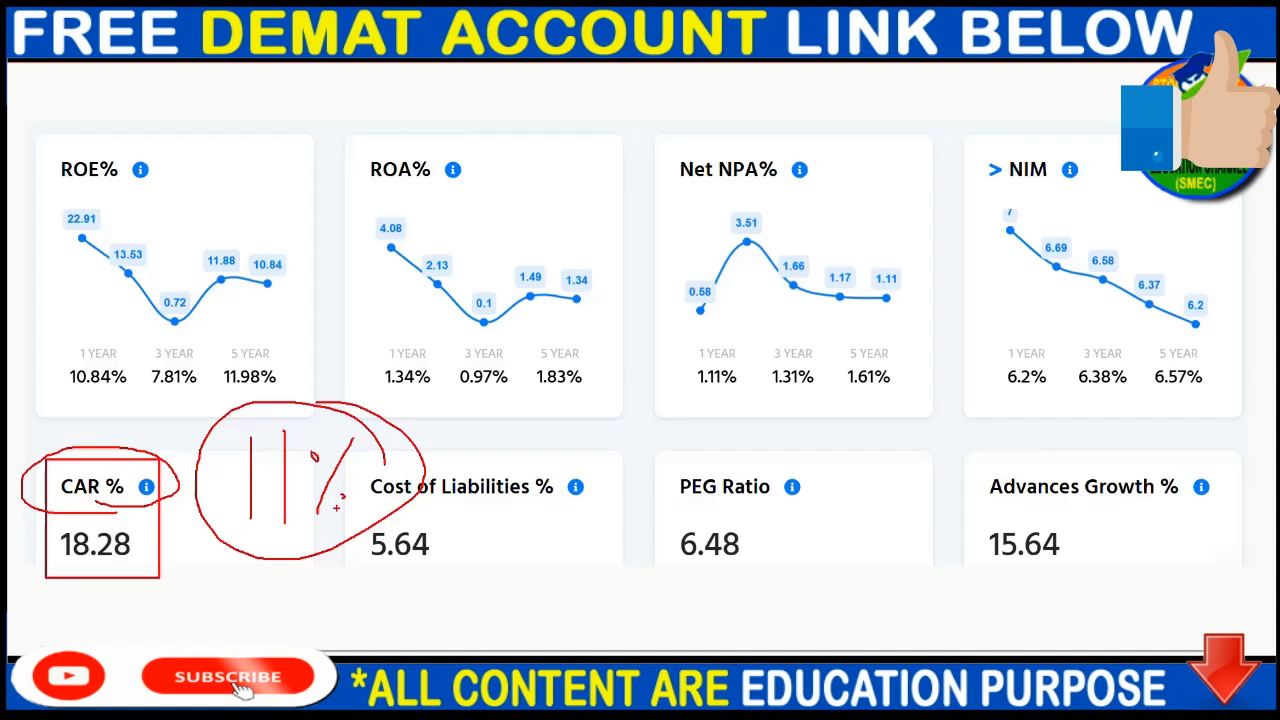 FREE DEMAT ACCOUNT LINK BELOW
EDUCATION CHANNEL
(SMEC)
ROE%
22.91
13.53
0.72
11.88
10.84
1 YEAR 3 YEAR 5 YEAR
10.84% 7.81% 11.98%
ROA%
4.08
2.13
0.1
1.49
1.34
1 YEAR 3 YEAR 5 YEAR
1.34% 0.97% 1.83%
Net NPA%
0.58
3.51
1.66
1.17
1.11
1 YEAR 3 YEAR 5 YEAR
1.11% 1.31% 1.61%
> NIM
7
6.69
6.58
6.37
6.2
1 YEAR 3 YEAR 5 YEAR
6.2% 6.38% 6.57%
CAR %
18.28
11%
Cost of Liabilities %
5.64
PEG Ratio
6.48
Advances Growth %
15.64
SUBSCRIBE
*ALL CONTENT ARE EDUCATION PURPOSE